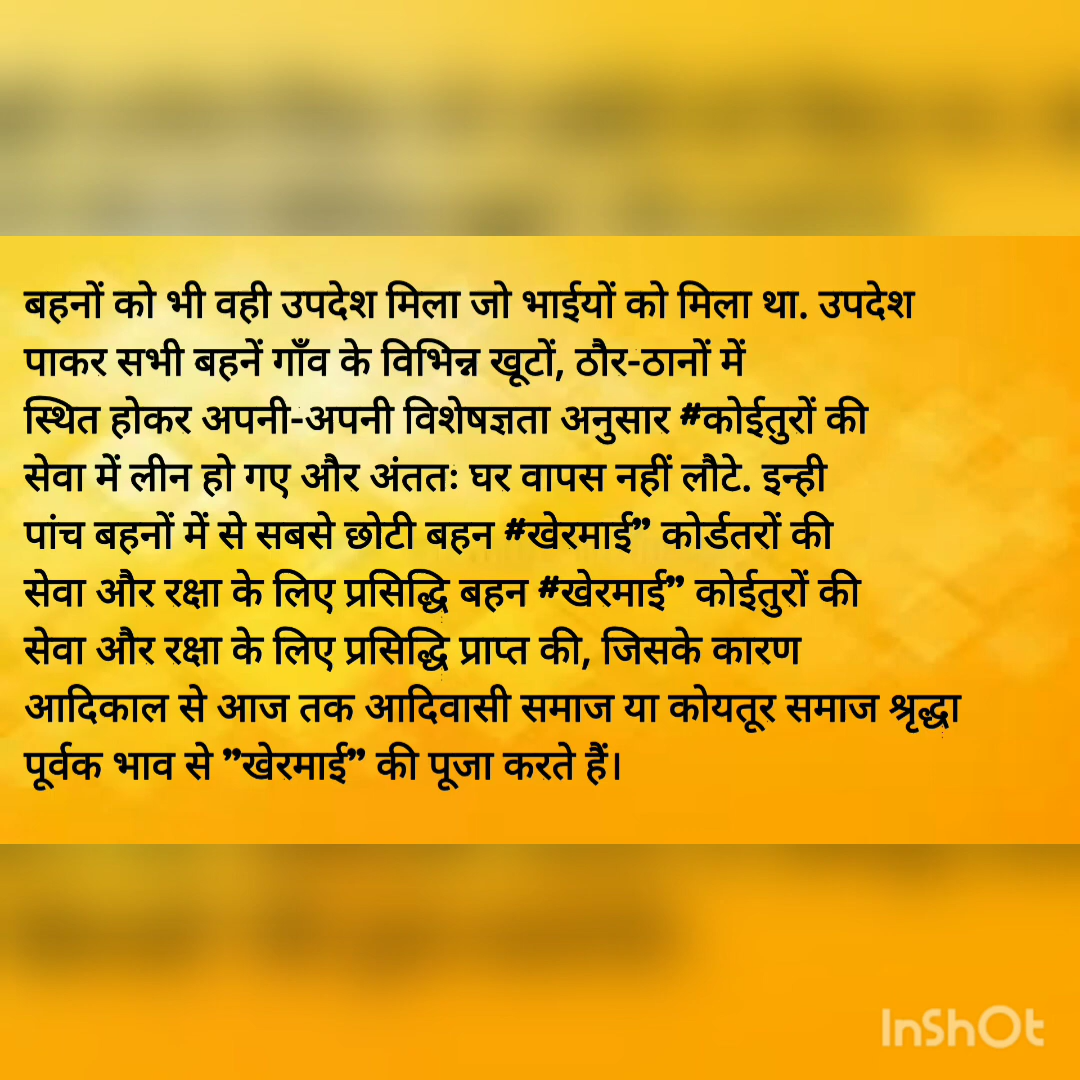 बहनों को भी वही उपदेश मिला जो भाईयों को मिला था. उपदेश
पाकर सभी बहनें गाँव के विभिन्न खूटों, ठौर-ठानों में
स्थित होकर अपनी-अपनी विशेषज्ञता अनुसार #कोईतुरों की
सेवा में लीन हो गए और अंततः घर वापस नहीं लौटे. इन्ही
पांच बहनों में से सबसे छोटी बहन #खेरमाई” कोर्डतरों की
सेवा और रक्षा के लिए प्रसिद्धि बहन #खेरमाई” कोईतुरों की
सेवा और रक्षा के लिए प्रसिद्धि प्राप्त की, जिसके कारण
आदिकाल से आज तक आदिवासी समाज या कोयतूर समाज श्रृद्धा
पूर्वक भाव से ”खेरमाई” की पूजा करते हैं।
InShOt